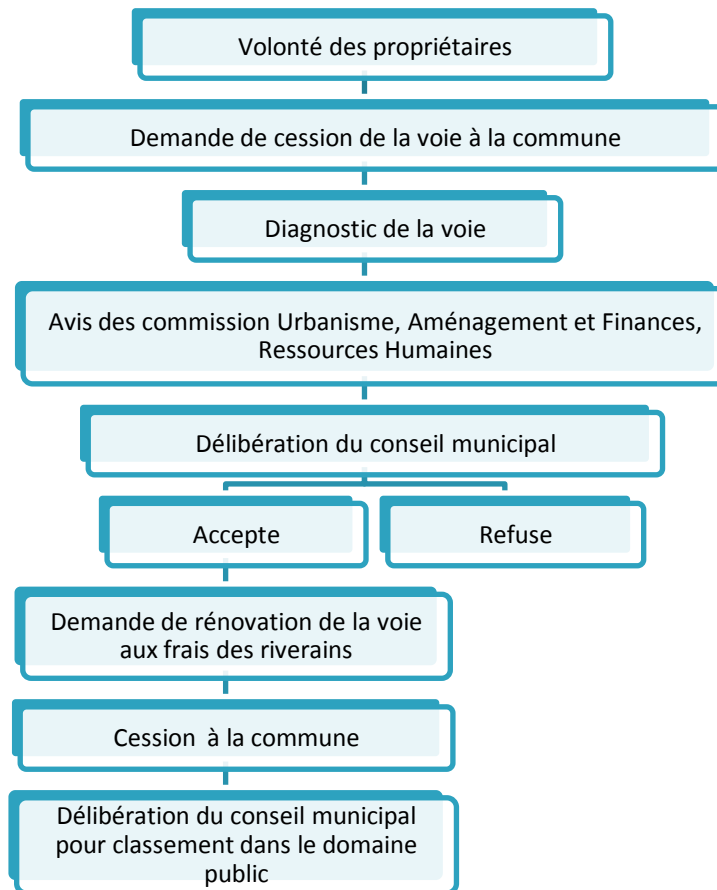 Volonté des propriétaires
Demande de cession de la voie à la commune
Diagnostic de la voie
Avis des commission Urbanisme, Aménagement et Finances,
Ressources Humaines
Délibération du conseil municipal
Accepte
Refuse
Demande de rénovation de la voie
aux frais des riverains
Cession à la commune
Délibération du conseil municipal
pour classement dans le domaine
public